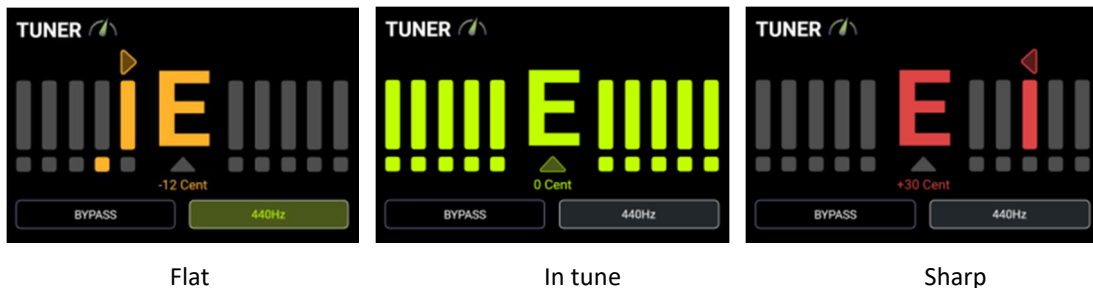 TUNER
E
-12 Cent
BYPASS 440Hz
Flat
TUNER
E
0 Cent
BYPASS 440Hz
In tune
TUNER
E
+30 Cent
BYPASS 440Hz
Sharp